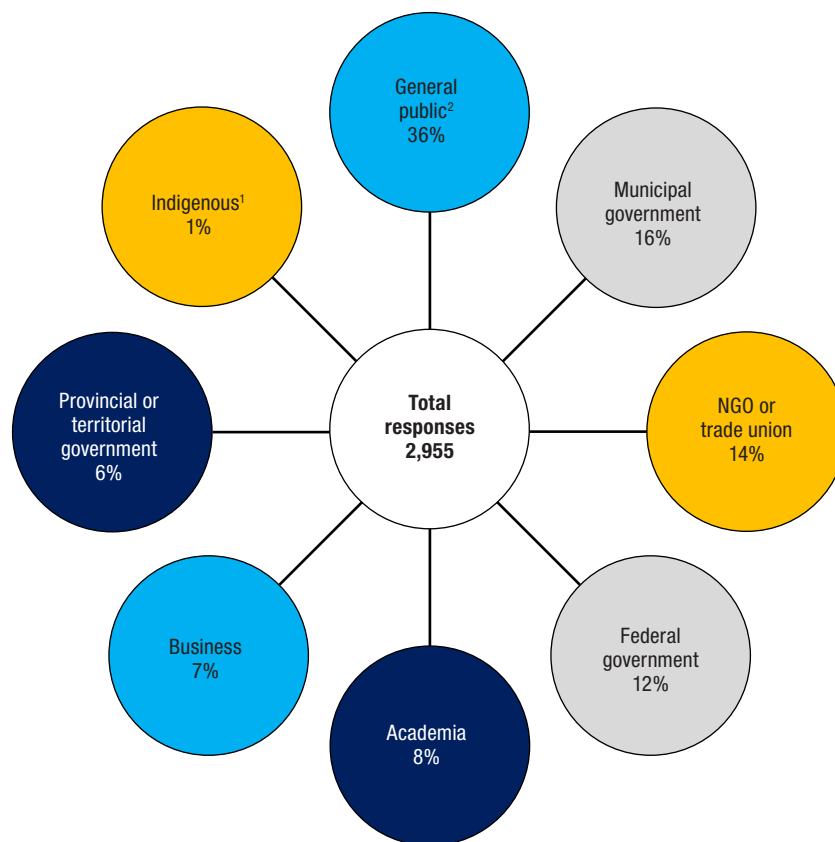 General
public²
36%
Municipal
government
16%
NGO or
trade union
14%
Federal
government
12%
Academia
8%
Business
7%
Provincial or
territorial
government
6%
Indigenous¹
1%
Total
responses
2,955